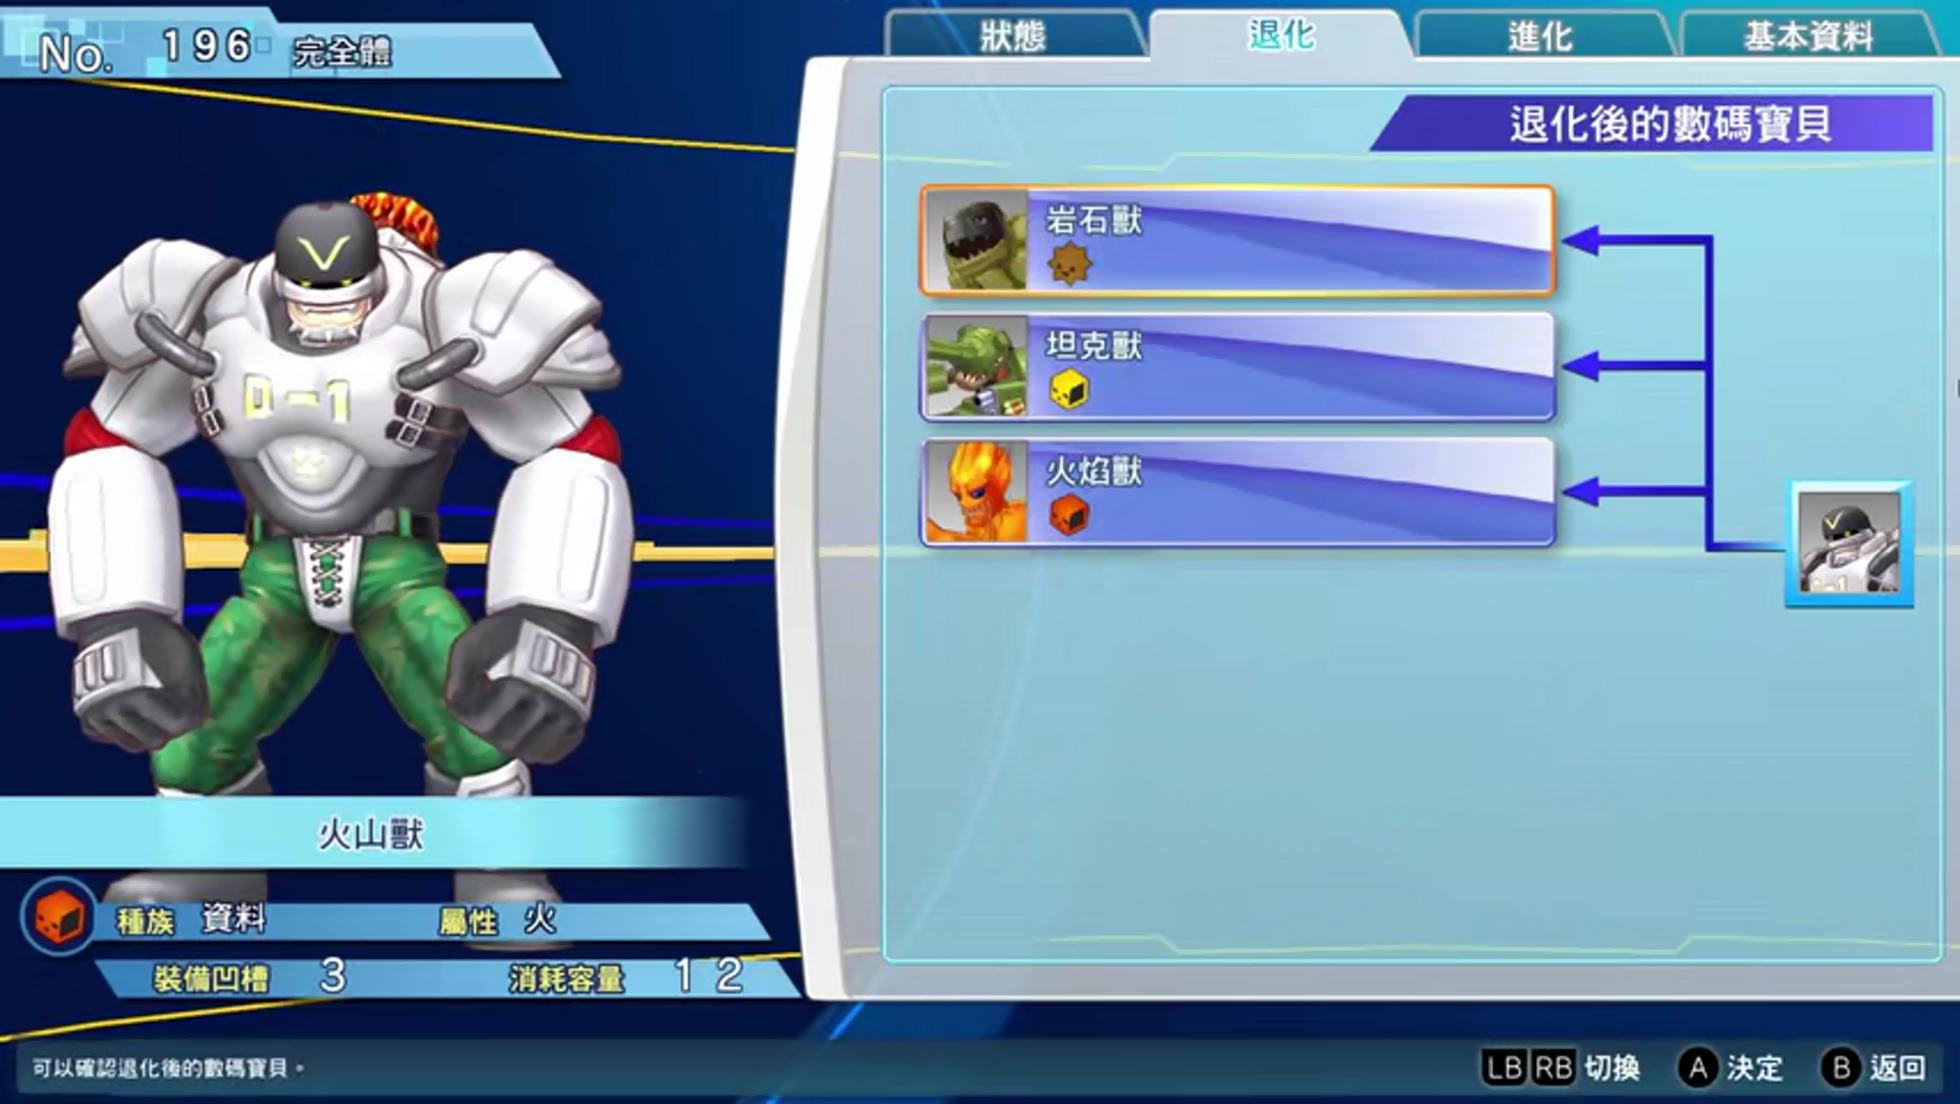 No. 196 完全體
狀態 退化 進化 基本資料
退化後的數碼寶貝
岩石獸
坦克獸
火焰獸
V
D-1
火山獸
種族 資料 屬性 火
裝備凹槽 3 消耗容量 12
可以確認退化後的數碼寶貝。
LB RB 切換 A 決定 B 返回